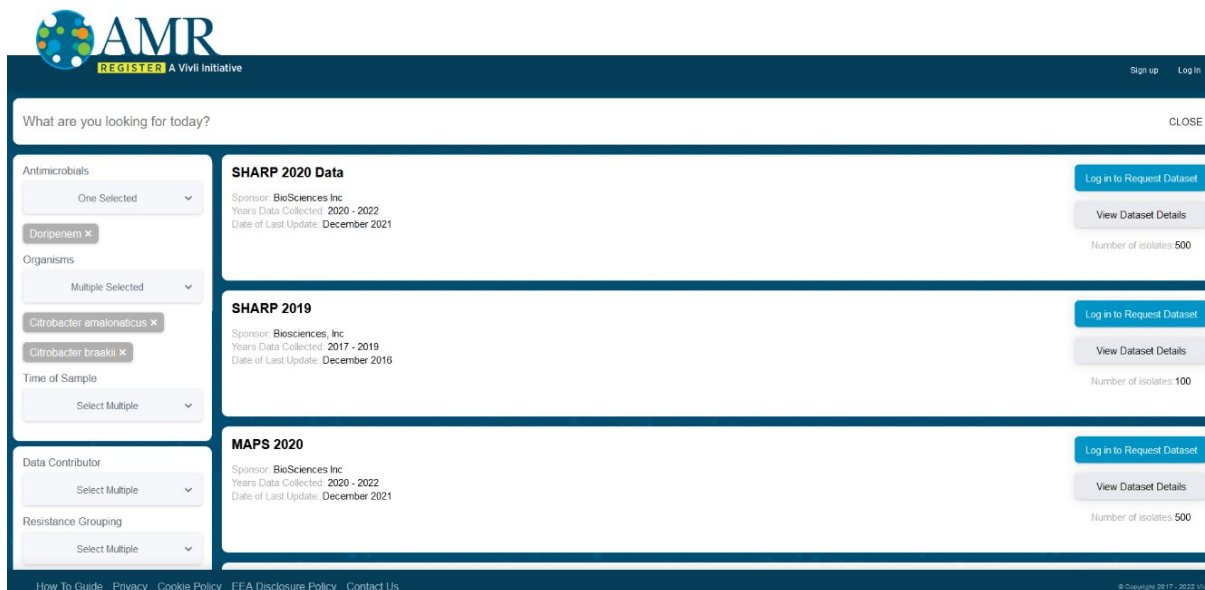 AMR
REGISTER A Vivli Initiative
Sign up Log In
What are you looking for today?
CLOSE
Antimicrobials
One Selected
Doripenem ×
Organisms
Multiple Selected
Citrobacter amalonaticus ×
Citrobacter braakii ×
Time of Sample
Select Multiple
Data Contributor
Select Multiple
Resistance Grouping
Select Multiple
SHARP 2020 Data
Sponsor: BioSciences Inc
Years Data Collected: 2020 - 2022
Date of Last Update: December 2021
Log in to Request Dataset
View Dataset Details
Number of isolates:500
SHARP 2019
Sponsor: Biosciences, Inc
Years Data Collected: 2017 - 2019
Date of Last Update: December 2016
Log in to Request Dataset
View Dataset Details
Number of isolates:100
MAPS 2020
Sponsor: BioSciences Inc
Years Data Collected: 2020 - 2022
Date of Last Update: December 2021
Log in to Request Dataset
View Dataset Details
Number of isolates:500
How To Guide Privacy Cookie Policy EEA Disclosure Policy Contact Us
© Copyright 2017 - 2022